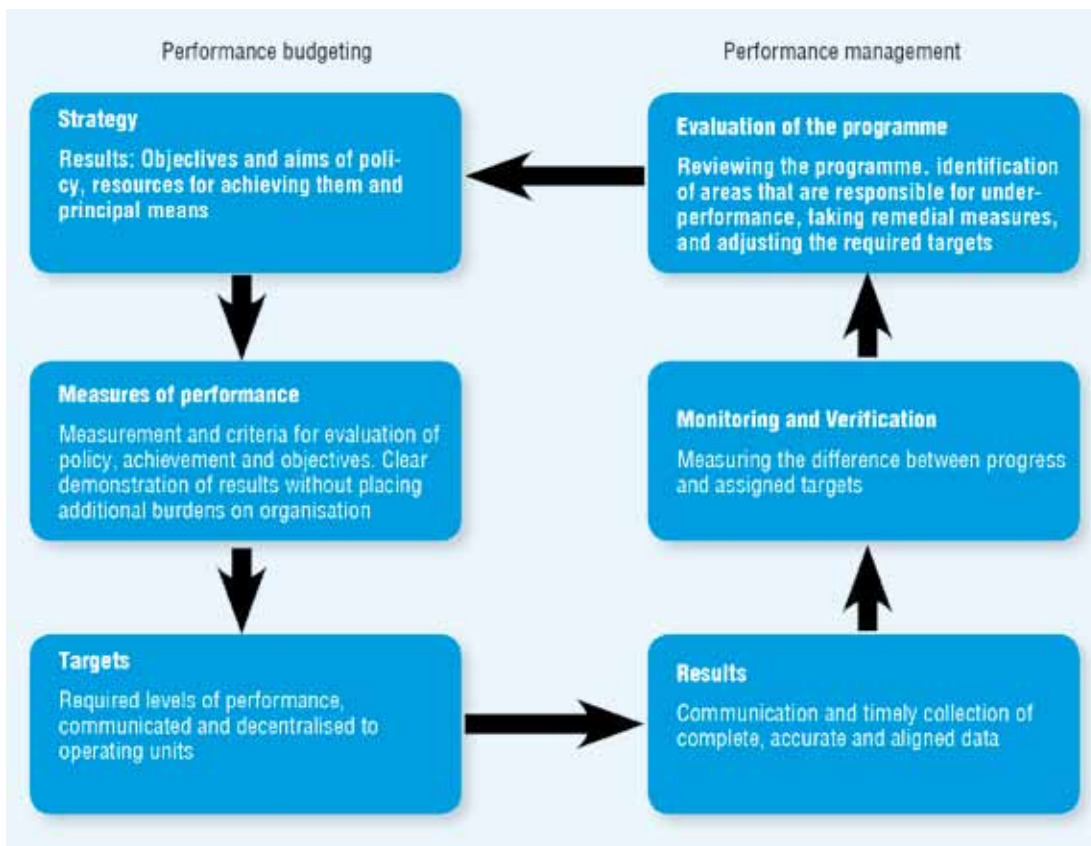 Performance budgeting
Performance management
Strategy
Results: Objectives and aims of poli-
cy, resources for achieving them and
principal means
Evaluation of the programme
Reviewing the programme. identification
of areas that are responsible for under-
performance, taking remedial measures,
and adjusting the required targets
Measures of performance
Measurement and criteria for evaluation of
policy, achievement and objectives. Clear
demonstration of results without placing
additional burdens on organisation
Monitoring and Verification
Measuring the difference between progress
and assigned targets
Targets
Required levels of performance,
communicated and decentralised to
operating units
Results
Communication and timely collection of
complete, accurate and aligned data